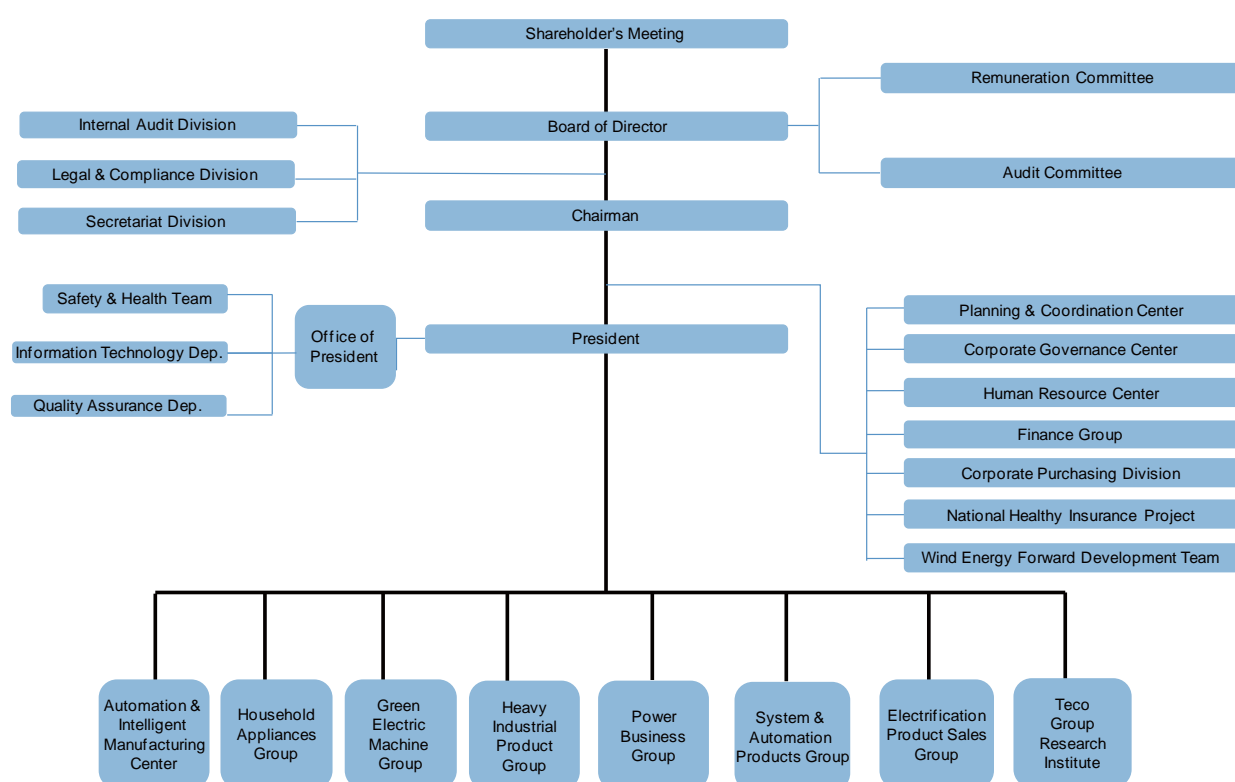 Shareholder's Meeting
Remuneration Committee
Internal Audit Division
Board of Director
Legal & Compliance Division
Audit Committee
Secretariat Division
Chairman
Safety & Health Team
Office of
President
President
Information Technology Dep.
Quality Assurance Dep.
Planning & Coordination Center
Corporate Governance Center
Human Resource Center
Finance Group
Corporate Purchasing Division
National Healthy Insurance Project
Wind Energy Forward Development Team
Automation &
Intelligent
Manufacturing
Center
Household
Appliances
Group
Green
Electric
Machine
Group
Heavy
Industrial
Product
Group
Power
Business
Group
System &
Automation
Products Group
Electrification
Product Sales
Group
Teco
Group
Research
Institute